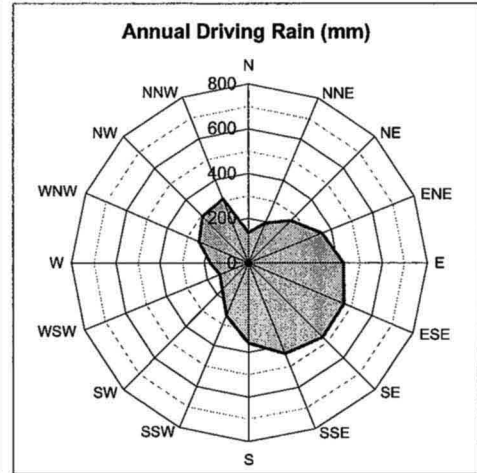 Annual Driving Rain (mm)
N
NNE
NE
ENE
E
ESE
SE
SSE
S
SSW
SW
WSW
W
WNW
NW
NNW
800
600
400
200
0